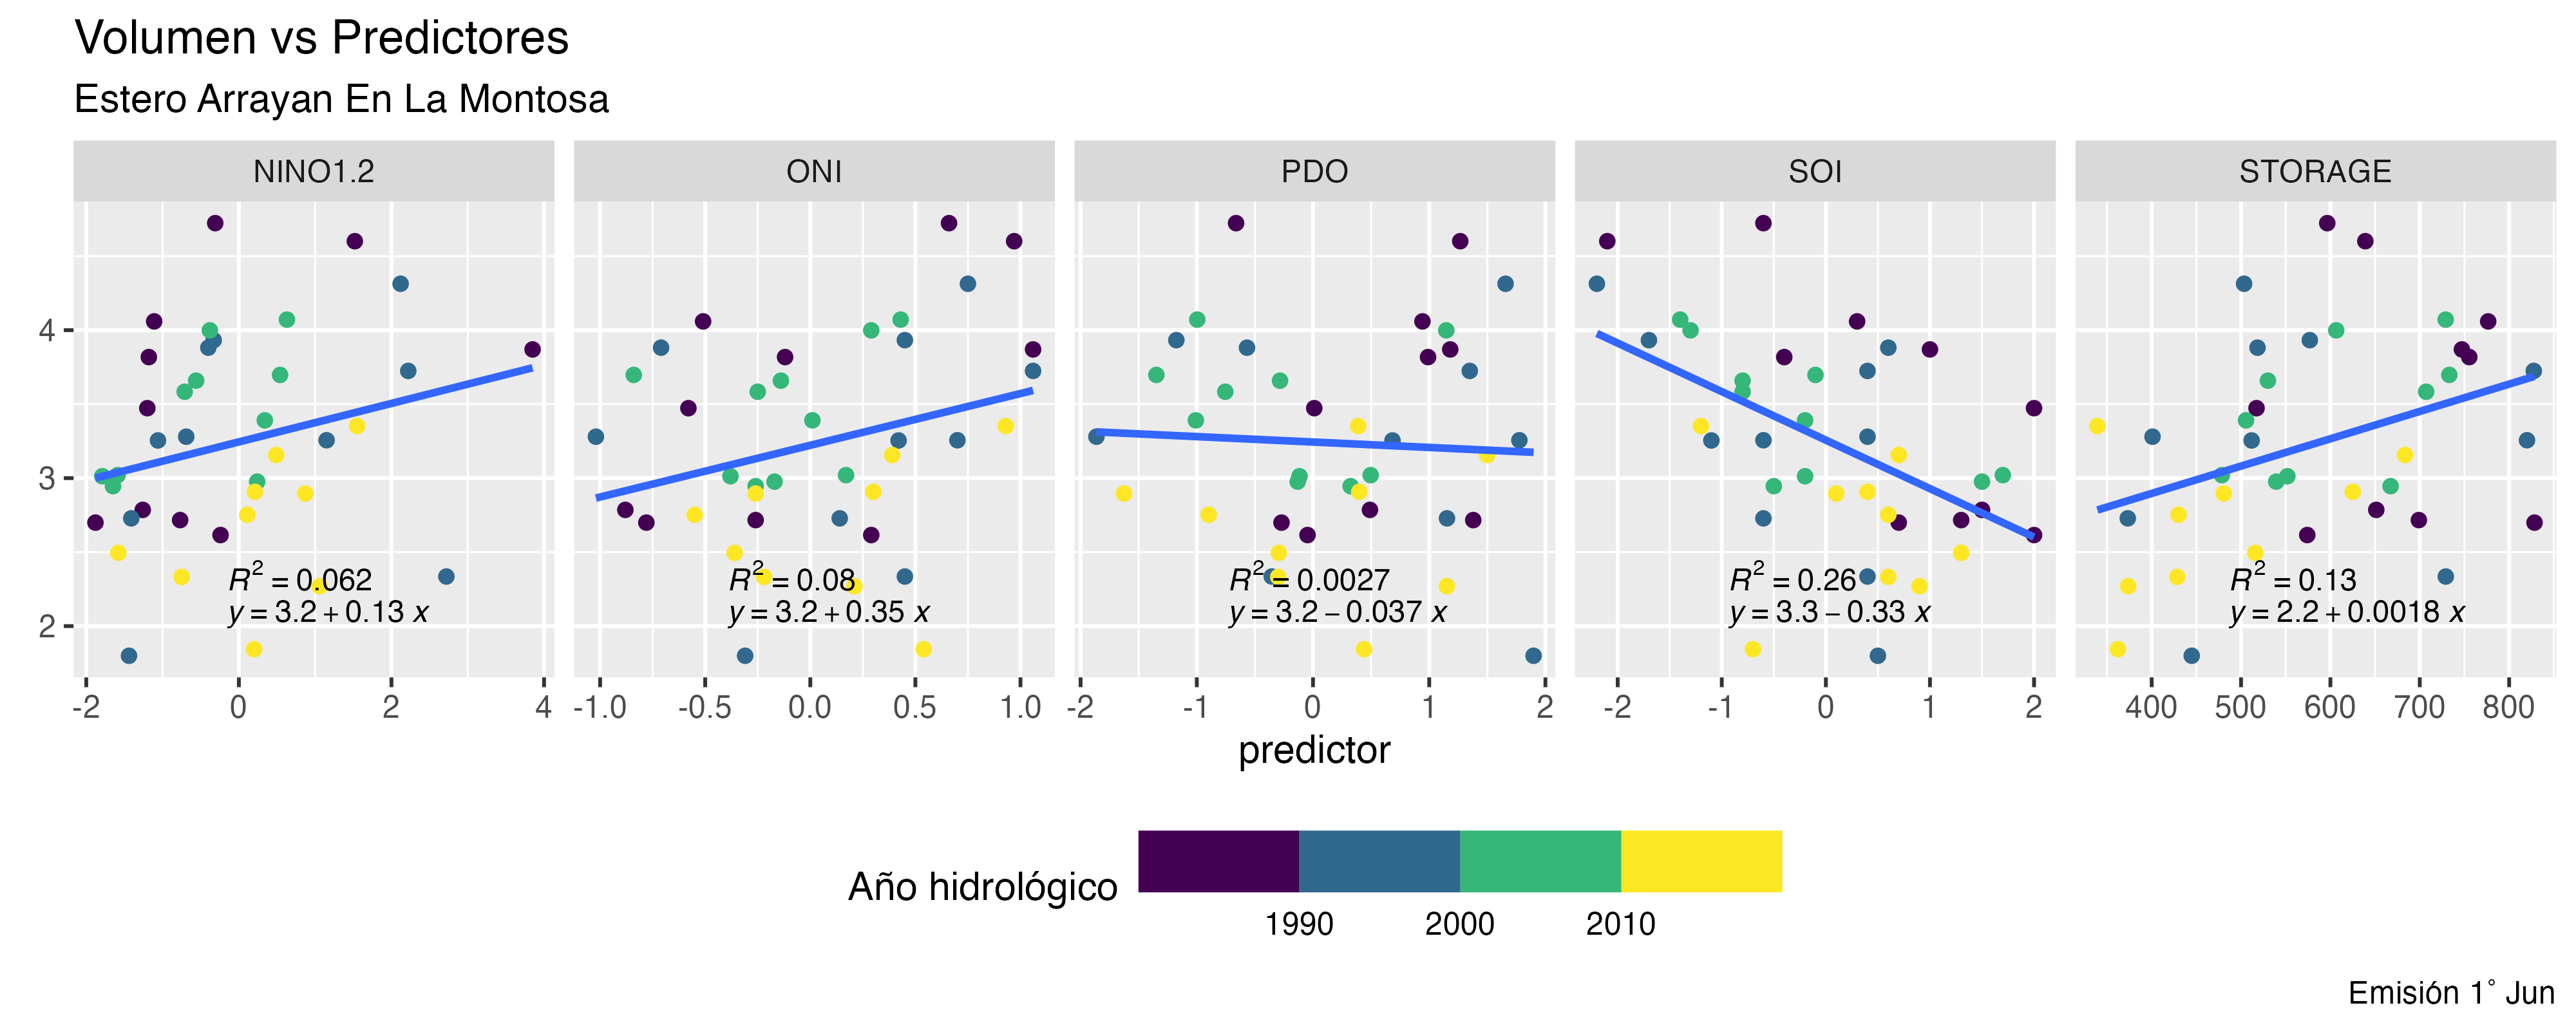 Volumen vs Predictores
Estero Arrayan En La Montosa
NINO1.2 ONI PDO SOI STORAGE
4
3
2
R² = 0.062 R² = 0.08 R² = 0.0027 R² = 0.26 R² = 0.13
y = 3.2 + 0.13 x y = 3.2 + 0.35 x y = 3.2 − 0.037 x y = 3.3 − 0.33 x y = 2.2 + 0.0018 x
-2 0 2 4 -1.0 -0.5 0.0 0.5 1.0 -2 -1 0 1 2 -2 -1 0 1 2 400 500 600 700 800
predictor
Año hidrológico
1990 2000 2010
Emisión 1° Jun